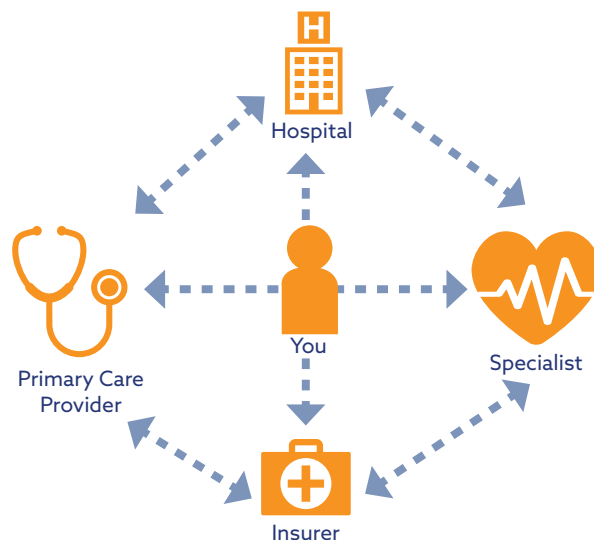 H
Hospital
You
Primary Care
Provider
Specialist
Insurer